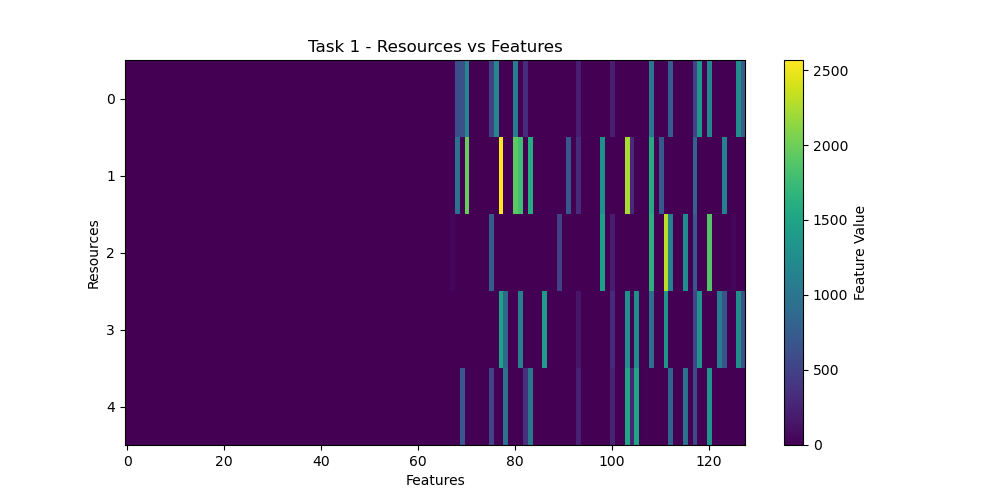 Task 1 - Resources vs Features
Resources
0
1
2
3
4
0 20 40 60 80 100 120
Features
2500
2000
1500
1000
500
0
Feature Value